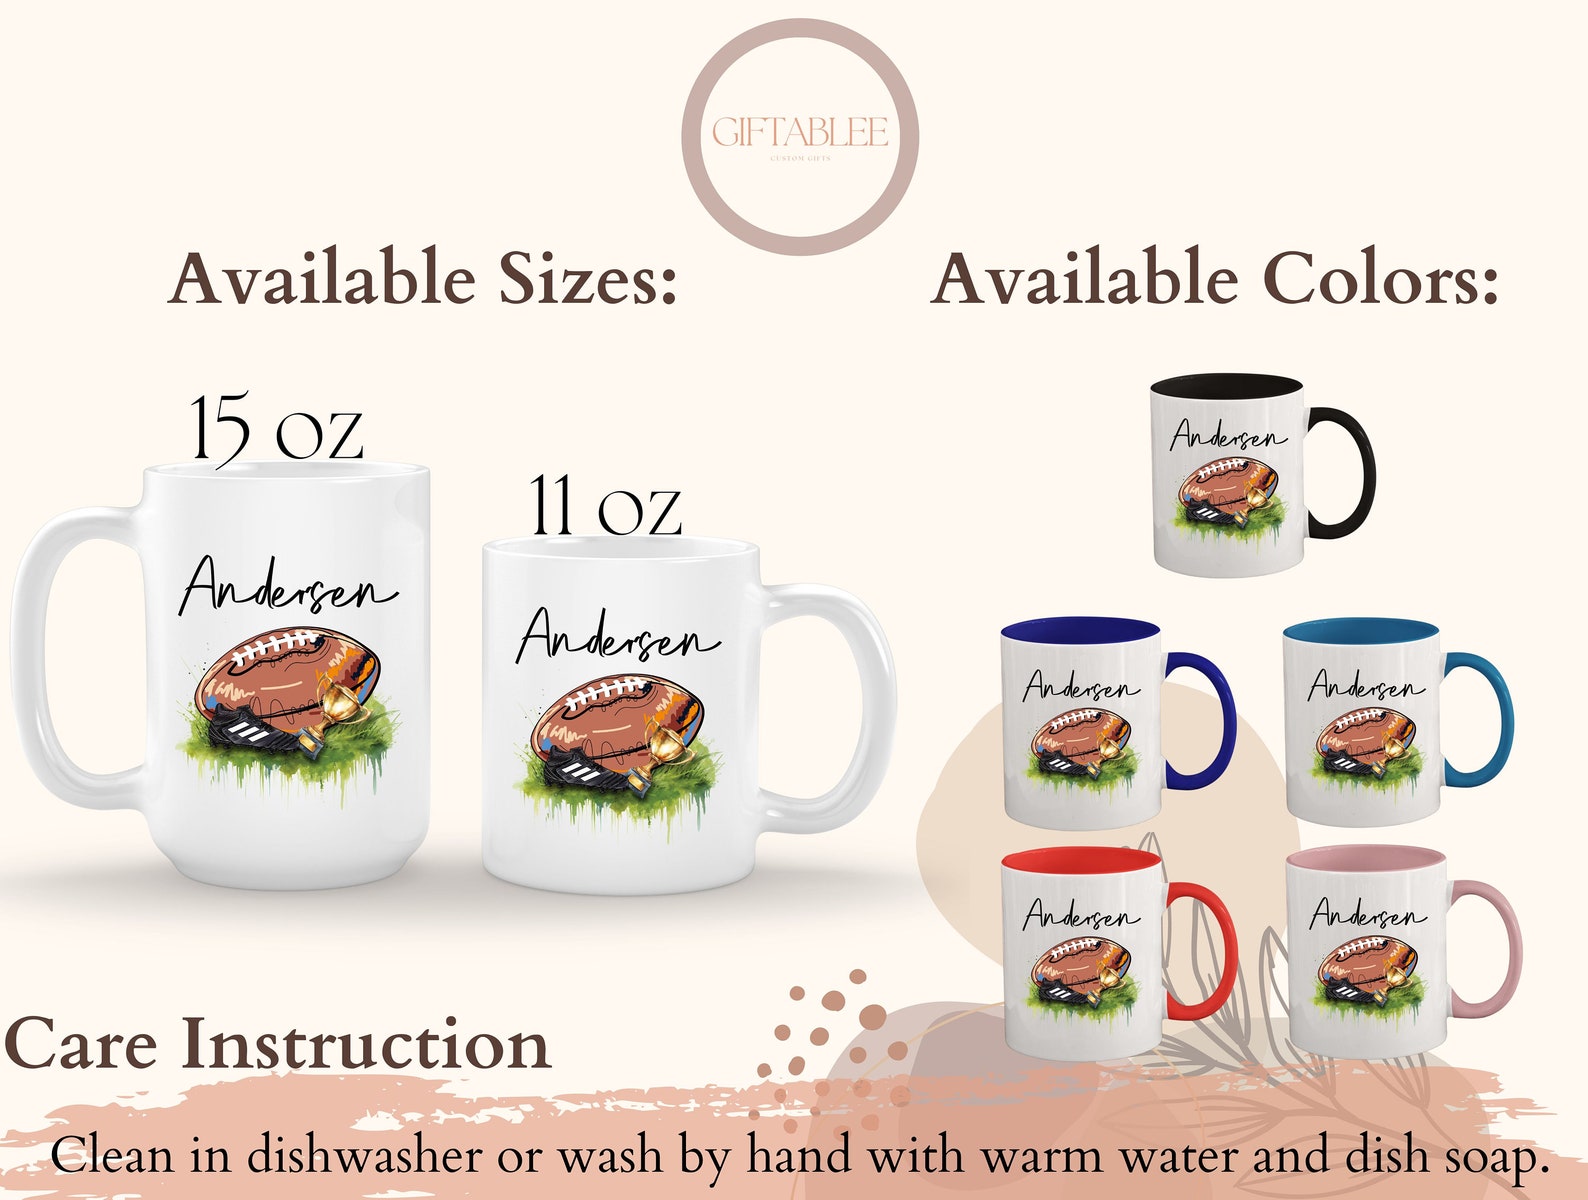 GIFTABLEE
CUSTOM GIFTS
Available Sizes:
Available Colors:
15 oz
11 oz
Andersen
Andersen
Andersen
Andersen
Andersen
Andersen
Andersen
Care Instruction
Clean in dishwasher or wash by hand with warm water and dish soap.